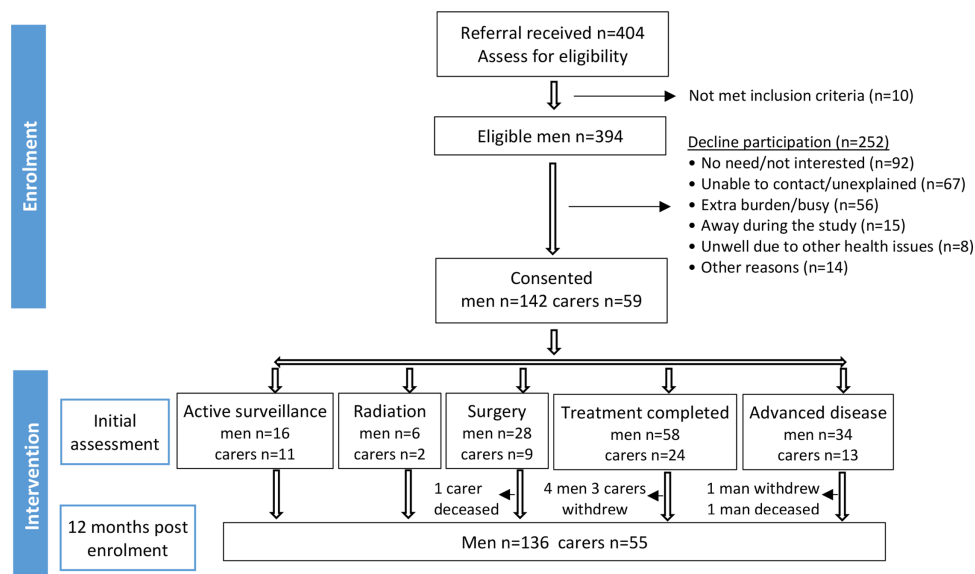 Enrolment
Referral received n=404
Assess for eligibility
Not met inclusion criteria (n=10)
Eligible men n=394
Decline participation (n=252)
• No need/not interested (n=92)
• Unable to contact/unexplained (n=67)
• Extra burden/busy (n=56)
• Away during the study (n=15)
• Unwell due to other health issues (n=8)
• Other reasons (n=14)
Consented
men n=142 carers n=59
Intervention
Initial
assessment
Active surveillance
men n=16
carers n=11
Radiation
men n=6
carers n=2
Surgery
men n=28
carers n=9
Treatment completed
men n=58
carers n=24
Advanced disease
men n=34
carers n=13
1 carer
deceased
4 men 3 carers
withdrew
1 man withdrew
1 man deceased
12 months post
enrolment
Men n=136 carers n=55